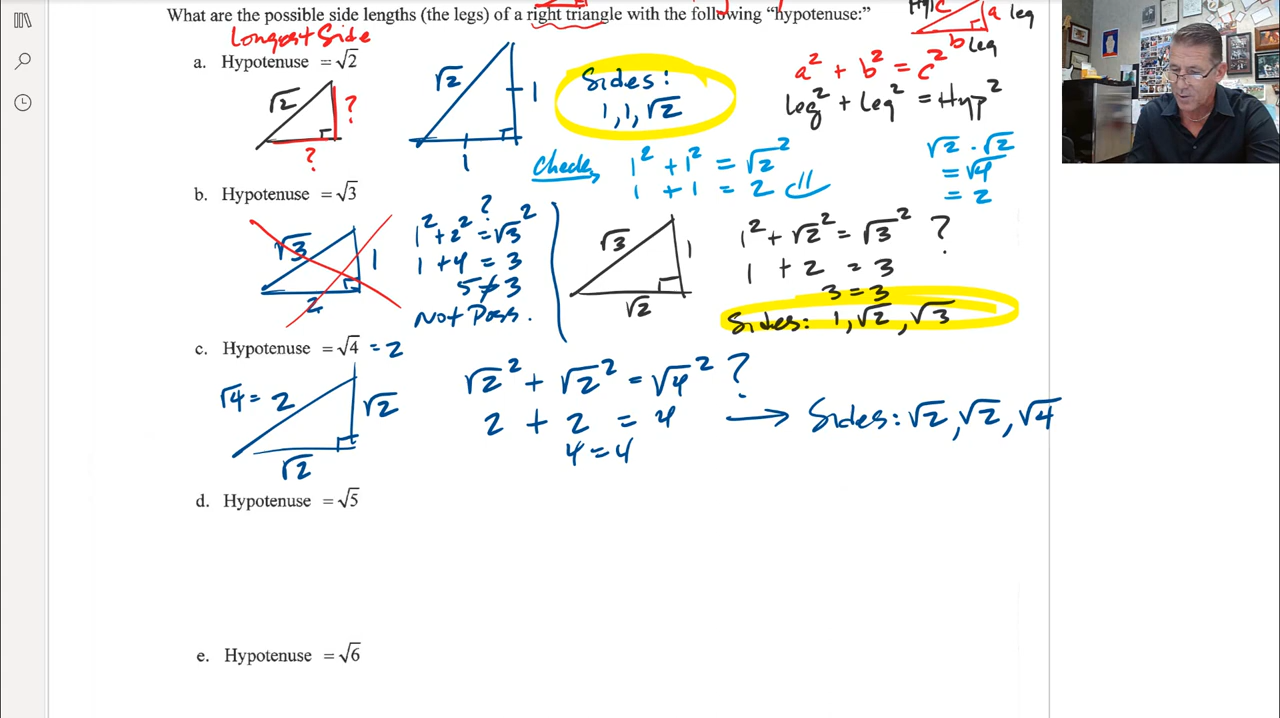 What are the possible side lengths (the legs) of a right triangle with the following “hypotenuse:”
Longest Side
Hyp c a leg
b leg
a. Hypotenuse = √2
√2 ? ?
√2 1 1
Sides:
1, 1, √2
a² + b² = c²
leg² + leg² = Hyp²
Check,
1² + 1² = √2²
1 + 1 = 2
√2 · √2
= √4
= 2
b. Hypotenuse = √3
√3 1 2
?
1² + 2² = √3²
1 + 4 = 3
5 ≠ 3
Not Poss.
√3 1 √2
1² + √2² = √3² ?
1 + 2 = 3
3 = 3
Sides: 1, √2, √3
c. Hypotenuse = √4 = 2
√4 = 2 √2 √2
√2² + √2² = √4² ?
2 + 2 = 4 → Sides: √2, √2, √4
4 = 4
d. Hypotenuse = √5
e. Hypotenuse = √6